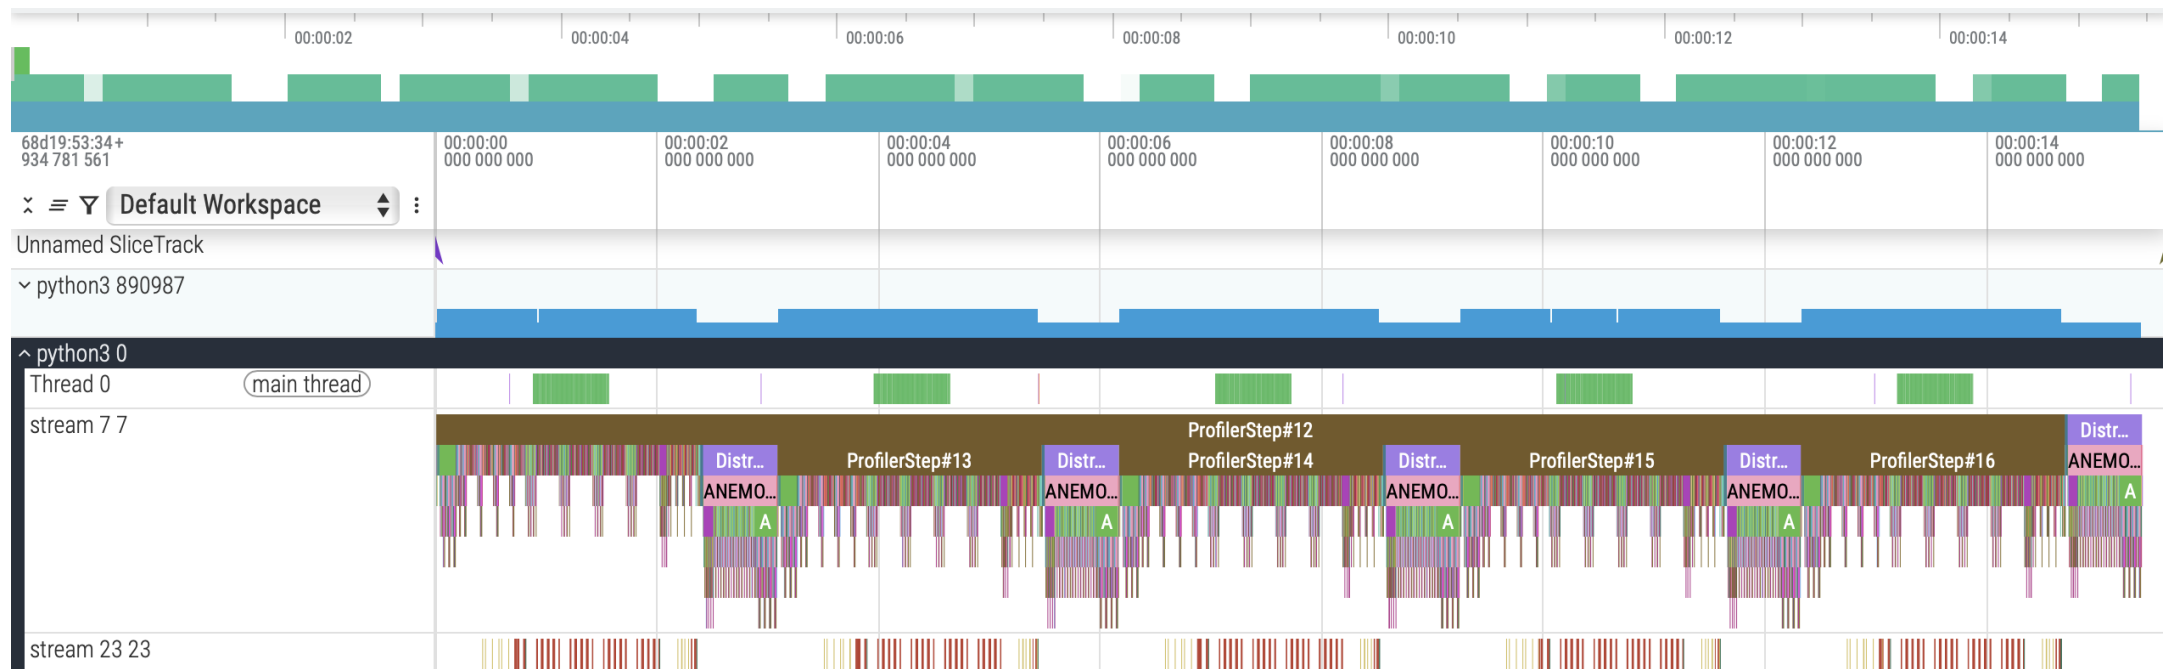 00:00:02 00:00:04 00:00:06 00:00:08 00:00:10 00:00:12 00:00:14
68d19:53:34+ 00:00:00 00:00:02 00:00:04 00:00:06 00:00:08 00:00:10 00:00:12 00:00:14
934 781 561 000 000 000 000 000 000 000 000 000 000 000 000 000 000 000 000 000 000 000 000 000 000 000 000
Default Workspace
Unnamed SliceTrack
python3 890987
python3 0
Thread 0 main thread
stream 7 7
ProfilerStep#12 Distr...
Distr... ProfilerStep#13 Distr... ProfilerStep#14 Distr... ProfilerStep#15 Distr... ProfilerStep#16 ANEMO...
ANEMO... ANEMO... ANEMO... ANEMO... A
A A A A
stream 23 23